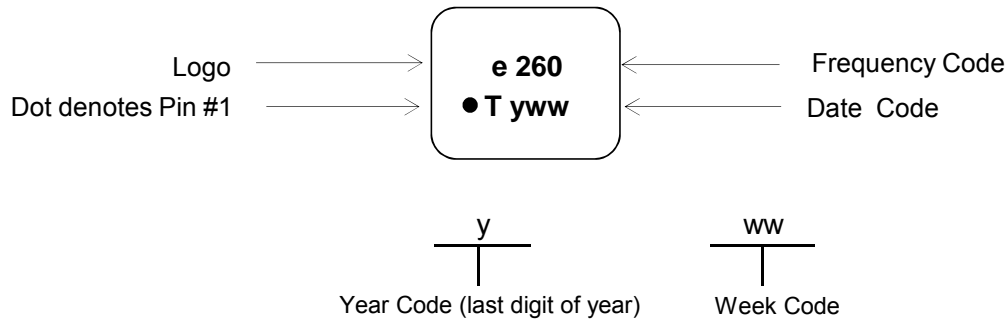 Logo
e 260
Frequency Code
Dot denotes Pin #1
T yww
Date Code
y
ww
Year Code (last digit of year)
Week Code